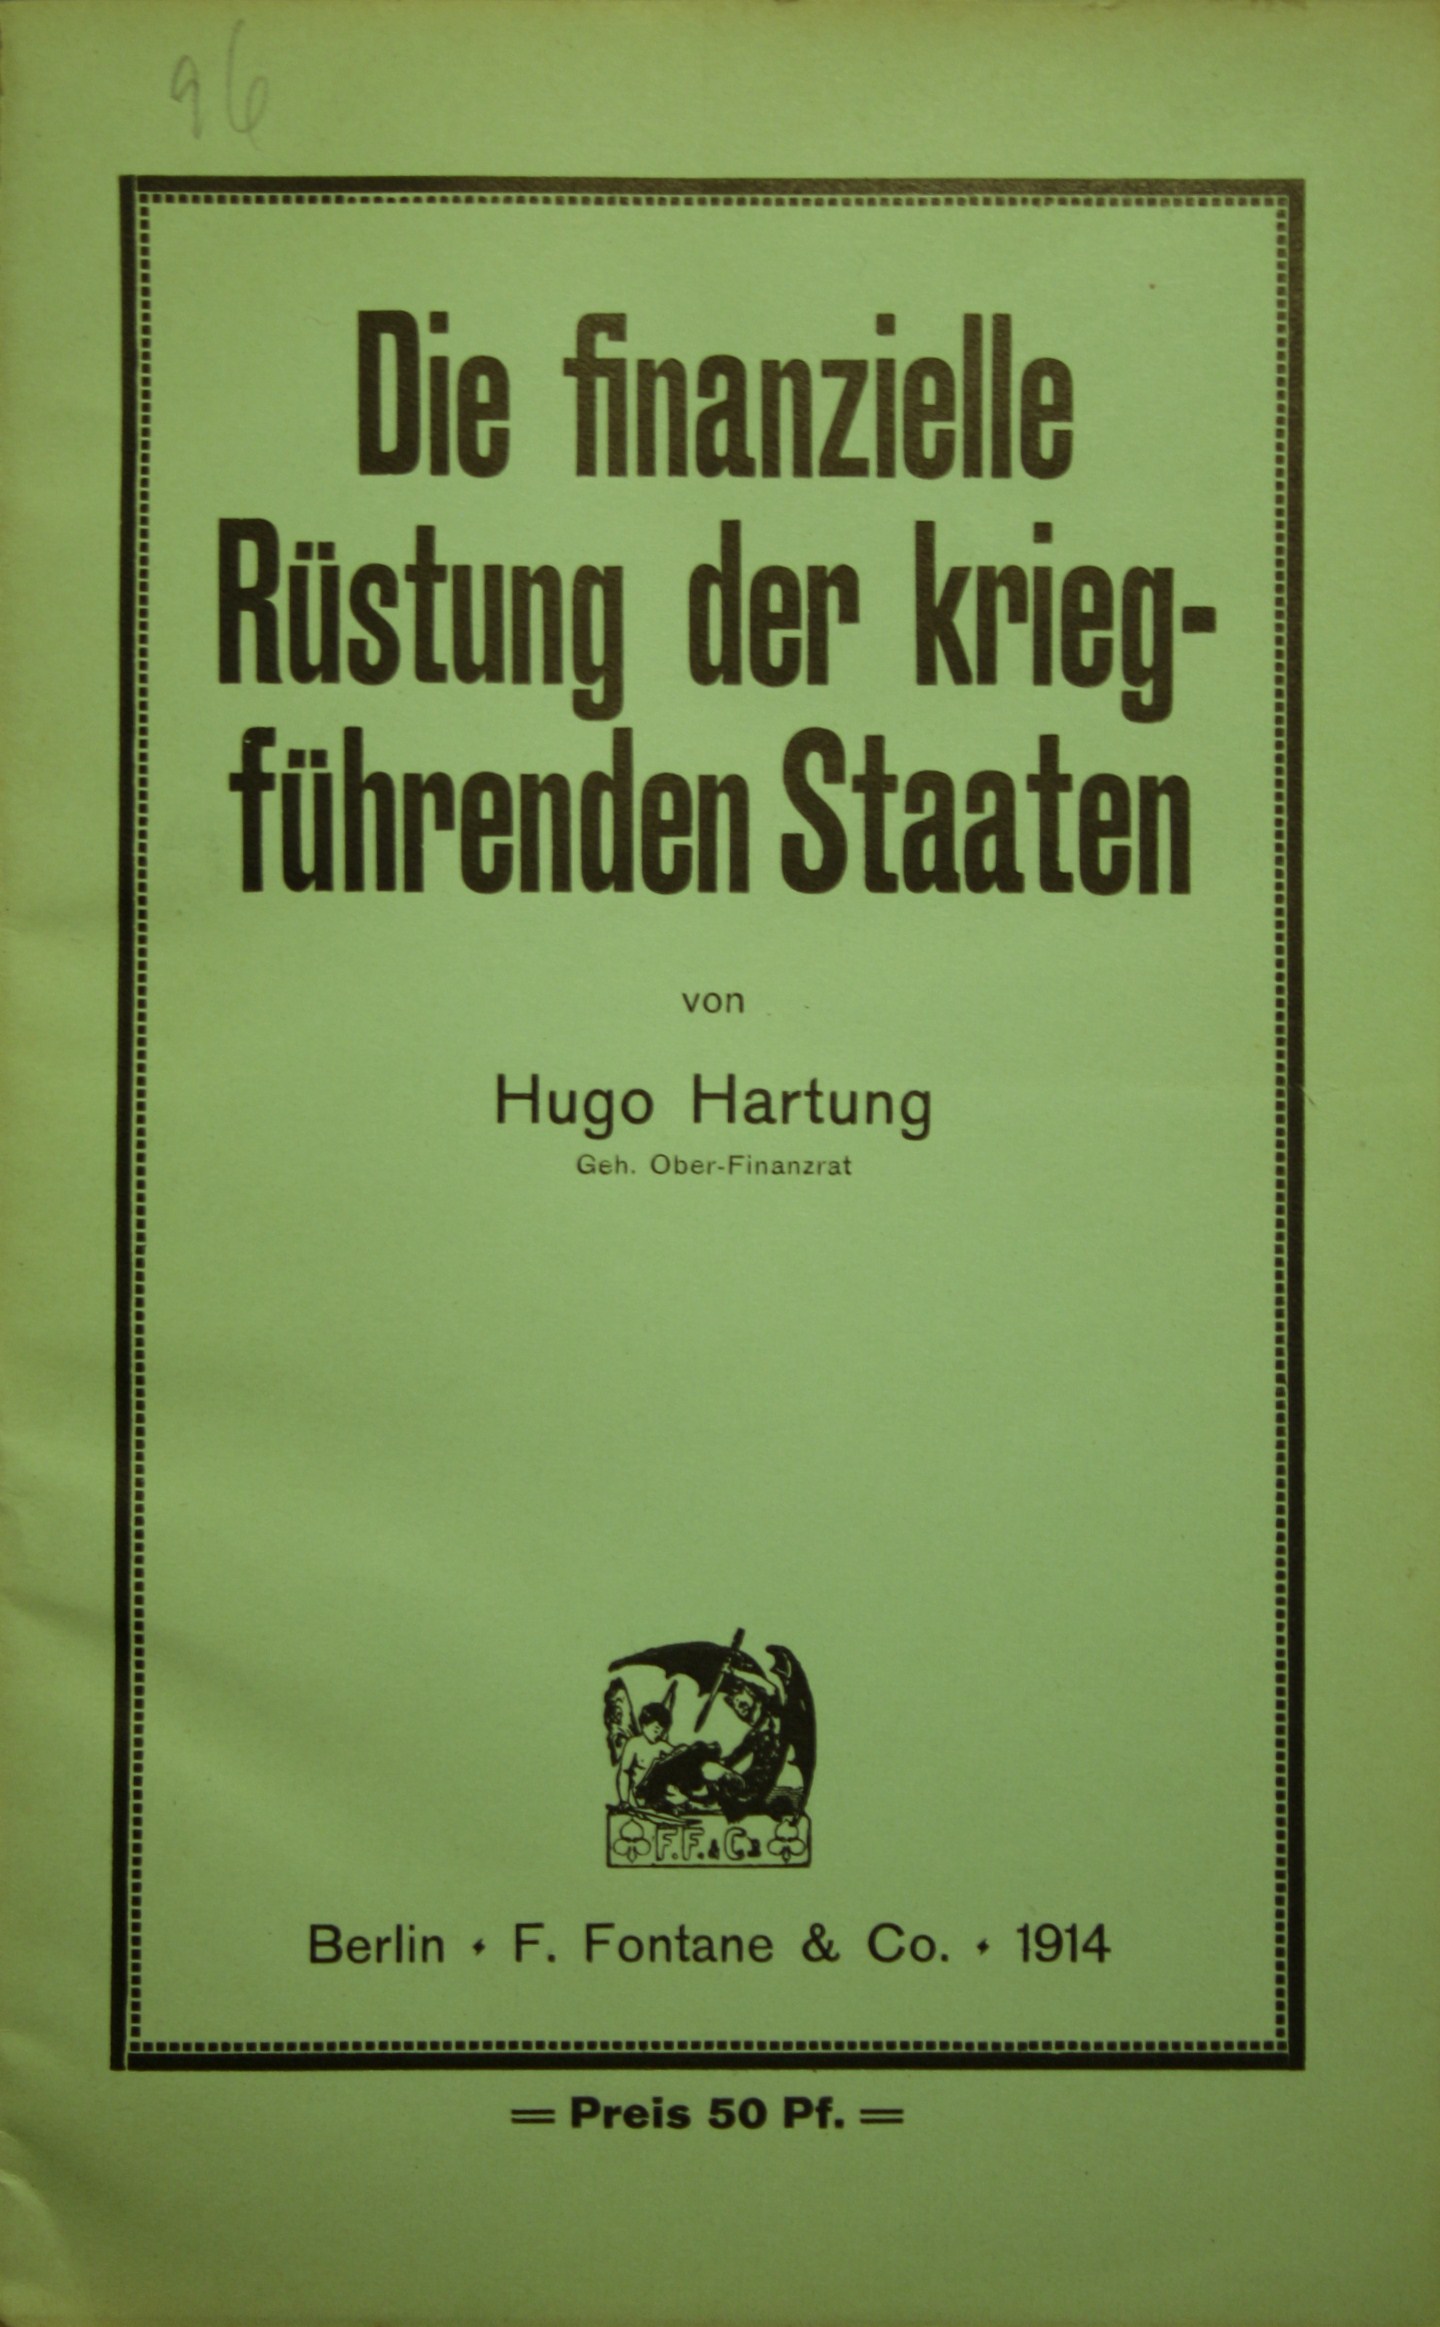 96
Die finanzielle
Rüstung der krieg-
führenden Staaten
von
Hugo Hartung
Geh. Ober-Finanzrat
F.F.&Co
Berlin ⬩ F. Fontane & Co. ⬩ 1914
= Preis 50 Pf. =